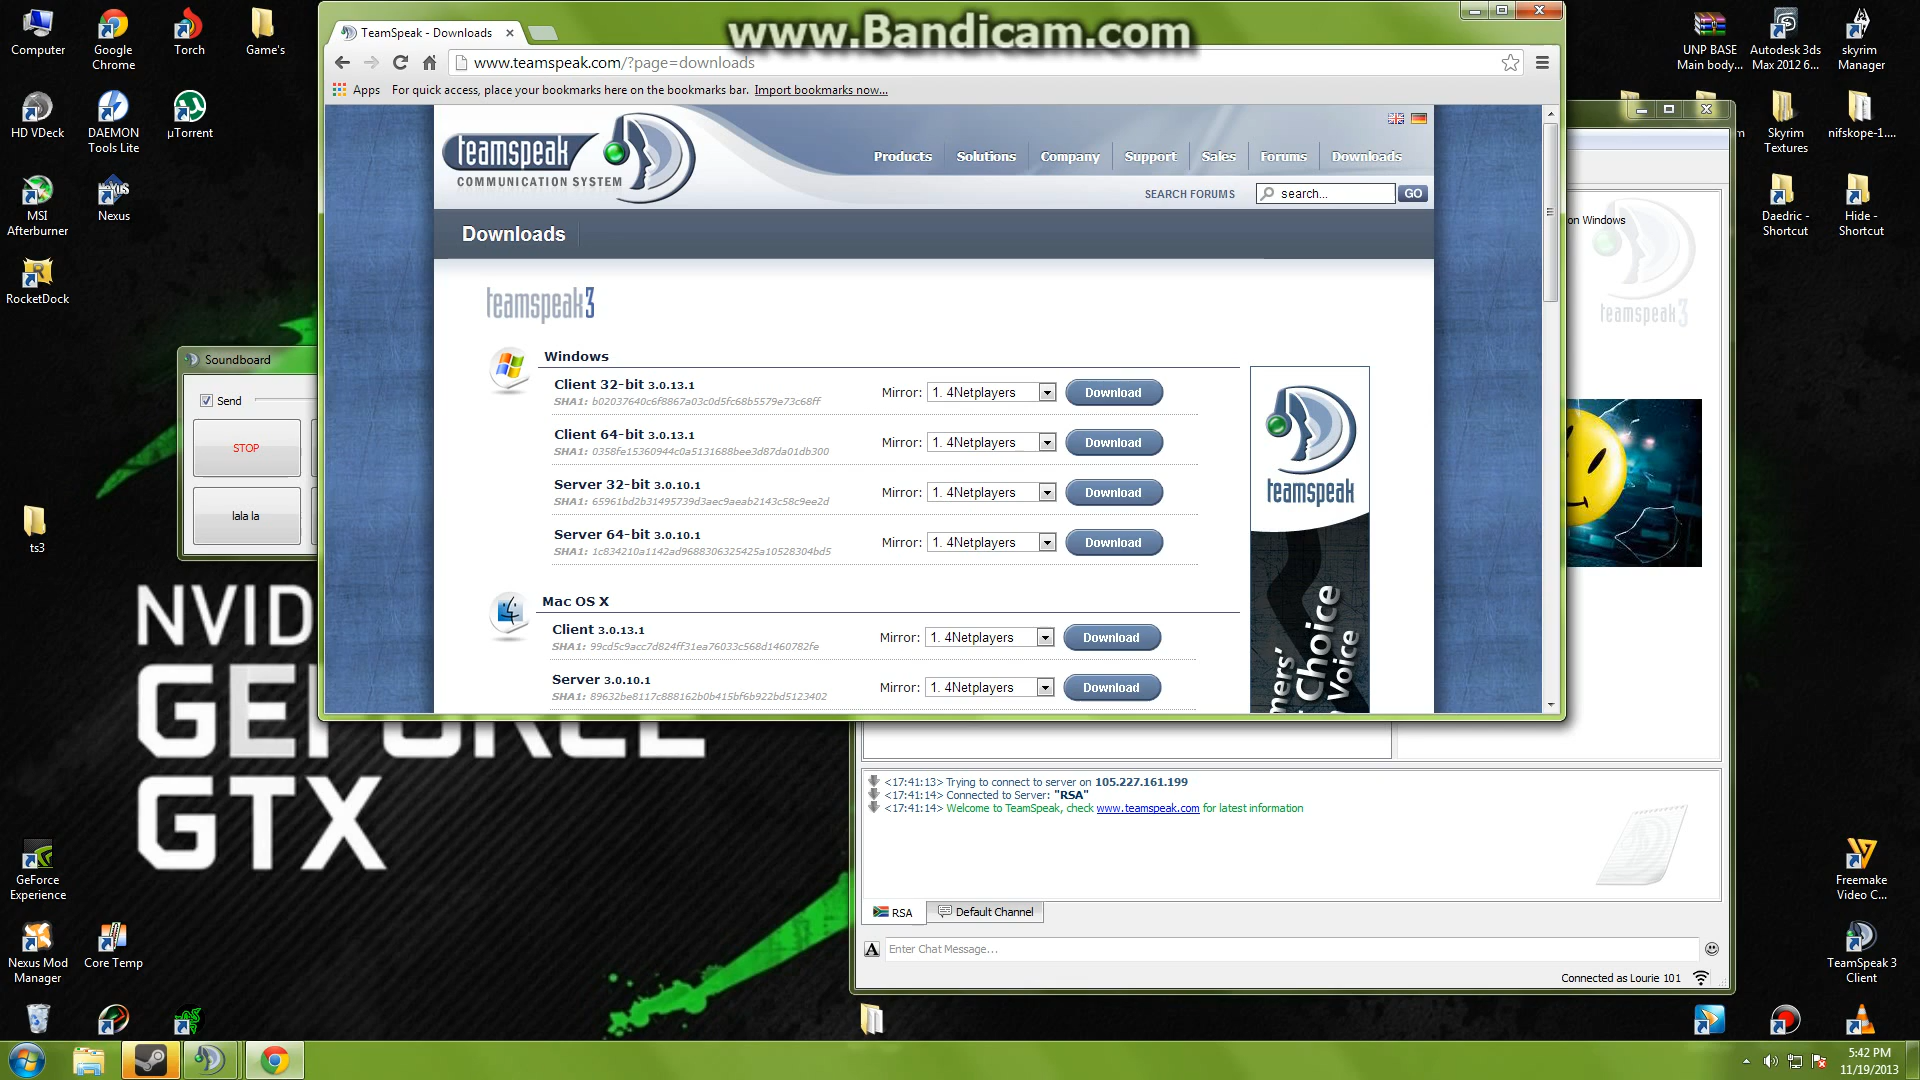 www.Bandicam.com
TeamSpeak - Downloads
www.teamspeak.com/?page=downloads
Apps For quick access, place your bookmarks here on the bookmarks bar. Import bookmarks now...
teamspeak
COMMUNICATION SYSTEM
Products Solutions Company Support Sales Forums Downloads
SEARCH FORUMS search... GO
Downloads
teamspeak3
Windows
Client 32-bit 3.0.13.1
SHA1: b02037640c6f8867a03c0d5fc68b5579e73c68ff
Mirror: 1. 4Netplayers Download
Client 64-bit 3.0.13.1
SHA1: 0358fe15360944c0a5131688bee3d87da01db300
Mirror: 1. 4Netplayers Download
Server 32-bit 3.0.10.1
SHA1: 65961bd2b31495739d3aec9aeab2143c58c9ee2d
Mirror: 1. 4Netplayers Download
Server 64-bit 3.0.10.1
SHA1: 1c834210a1142ad9688306325425a10528304bd5
Mirror: 1. 4Netplayers Download
Mac OS X
Client 3.0.13.1
SHA1: 99cd5c9acc7d824ff31ea76033c568d1460782fe
Mirror: 1. 4Netplayers Download
Server 3.0.10.1
SHA1: 89632be8117c888162b0b415bf6b922bd5123402
Mirror: 1. 4Netplayers Download
teamspeak
Choice
Voice
Computer
Google
Chrome
Torch
Game's
HD VDeck
DAEMON
Tools Lite
µTorrent
MSI
Afterburner
Nexus
RocketDock
ts3
Soundboard
Send
STOP
lala la
NVID
GEFORCE
GTX
GeForce
Experience
Nexus Mod
Manager
Core Temp
UNP BASE
Main body...
Autodesk 3ds
Max 2012 6...
skyrim
Manager
Skyrim
Textures
nifskope-1....
Daedric -
Shortcut
Hide -
Shortcut
on Windows
teamspeak3
<17:41:13> Trying to connect to server on 105.227.161.199
<17:41:14> Connected to Server: "RSA"
<17:41:14> Welcome to TeamSpeak, check www.teamspeak.com for latest information
RSA Default Channel
Enter Chat Message...
Connected as Lourie 101
Freemake
Video C...
TeamSpeak 3
Client
5:42 PM
11/19/2013